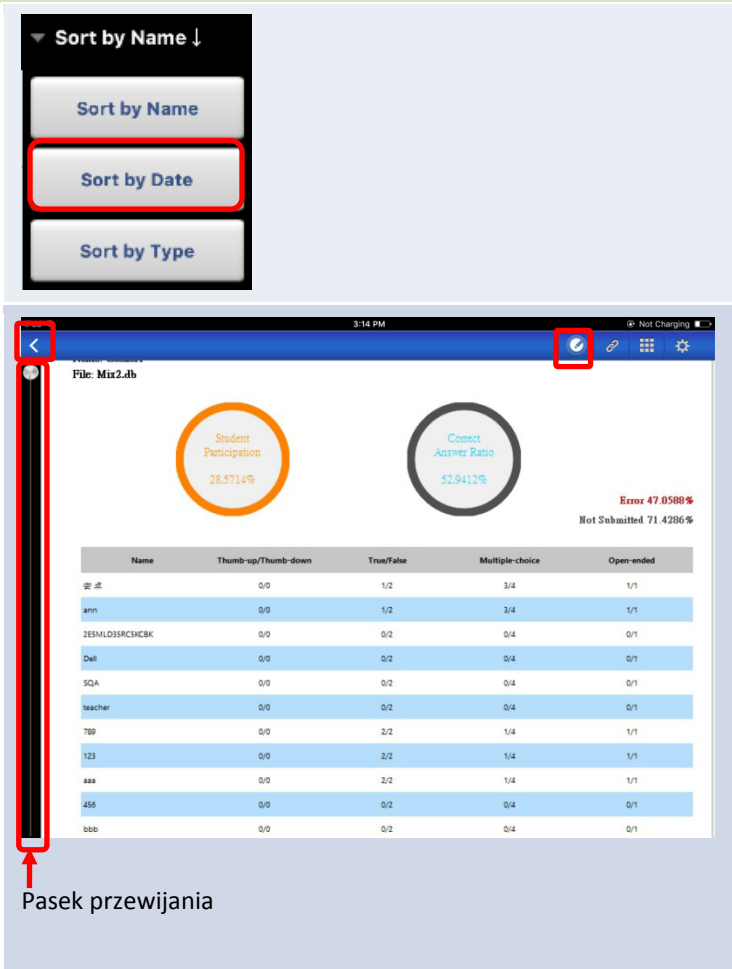 Sort by Name ↓
Sort by Name
Sort by Date
Sort by Type
3:14 PM Not Charging
File: Mix2.db
Student
Participation
28.5714%
Correct
Answer Ratio
52.9412%
Error 47.0588%
Not Submitted 71.4286%
Name Thumb-up/Thumb-down True/False Multiple-choice Open-ended
安卓 0/0 1/2 3/4 1/1
ann 0/0 1/2 3/4 1/1
2ESMLD3SRCSKCBK 0/0 0/2 0/4 0/1
Dell 0/0 0/2 0/4 0/1
SQA 0/0 0/2 0/4 0/1
teacher 0/0 0/2 0/4 0/1
789 0/0 2/2 1/4 1/1
123 0/0 2/2 1/4 1/1
aaa 0/0 2/2 1/4 1/1
456 0/0 0/2 0/4 0/1
bbb 0/0 0/2 0/4 0/1
Pasek przewijania